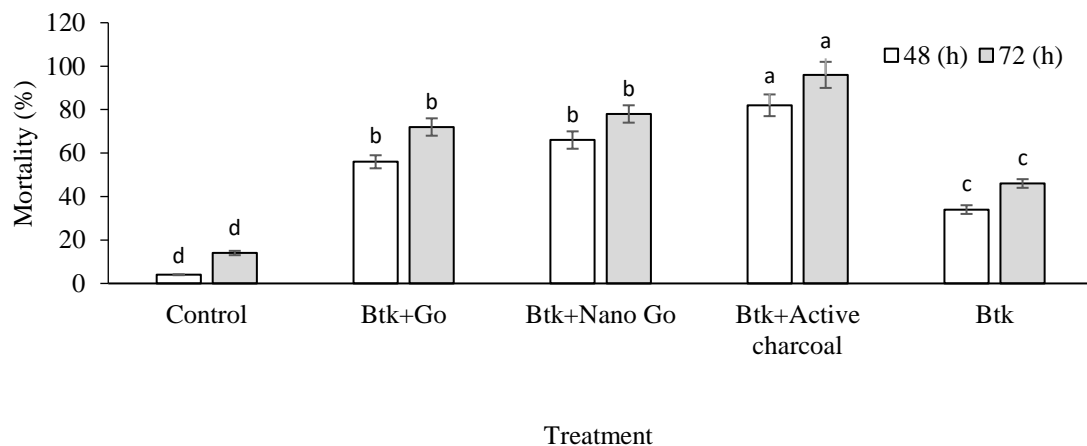 120
100
80
60
40
20
0
Mortality (%)
48 (h) 72 (h)
d d b b b b a a c c
Control Btk+Go Btk+Nano Go Btk+Active charcoal Btk
Treatment